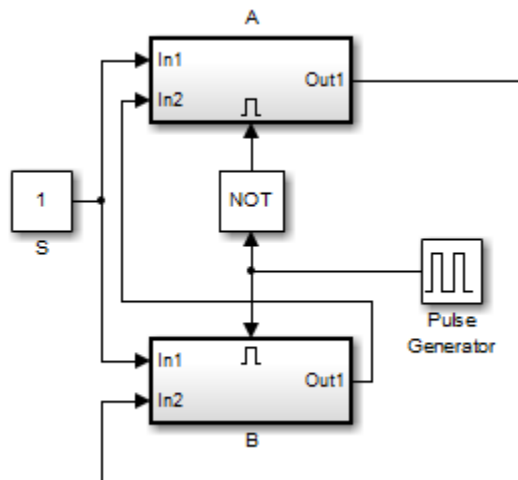 A
In1
Out1
In2
1
NOT
S
Pulse
Generator
In1
Out1
In2
B